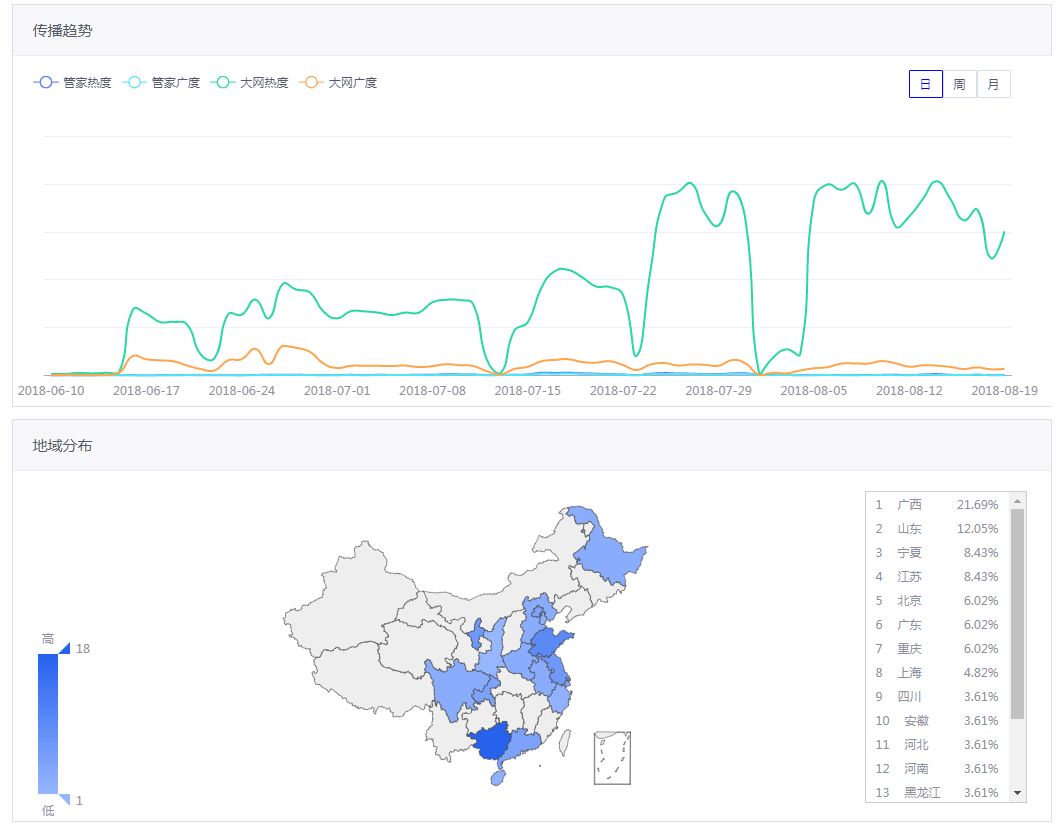 传播趋势
管家热度 管家广度 大网热度 大网广度 日 周 月
2018-06-10 2018-06-17 2018-06-24 2018-07-01 2018-07-08 2018-07-15 2018-07-22 2018-07-29 2018-08-05 2018-08-12 2018-08-19
地域分布
1 广西 21.69%
2 山东 12.05%
3 宁夏 8.43%
4 江苏 8.43%
5 北京 6.02%
6 广东 6.02%
7 重庆 6.02%
8 上海 4.82%
9 四川 3.61%
10 安徽 3.61%
11 河北 3.61%
12 河南 3.61%
13 黑龙江 3.61%
高
18
1
低